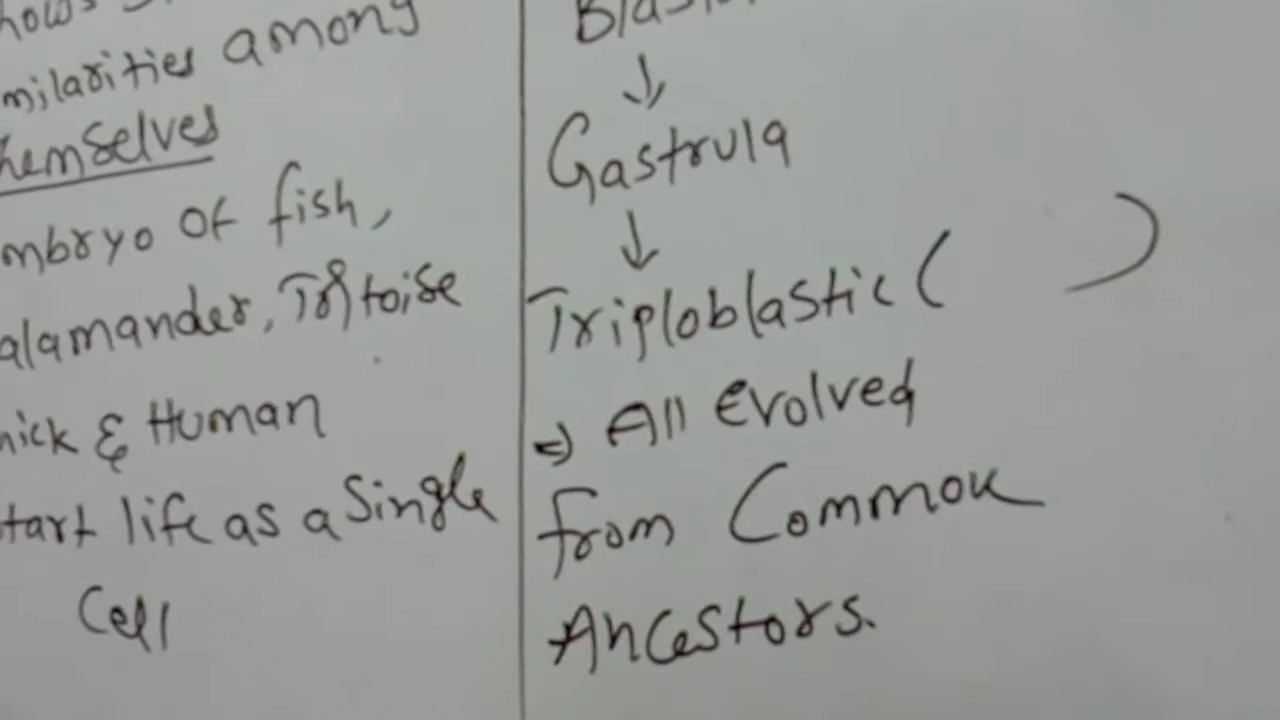 milarities among
hemselves
mbryo of fish,
alamander, Tortoise
hick & Human
tart life as a Single
Cell
Gastrula
↓
Triploblastic ( )
⇒ All evolved
from Common
Ancestors.